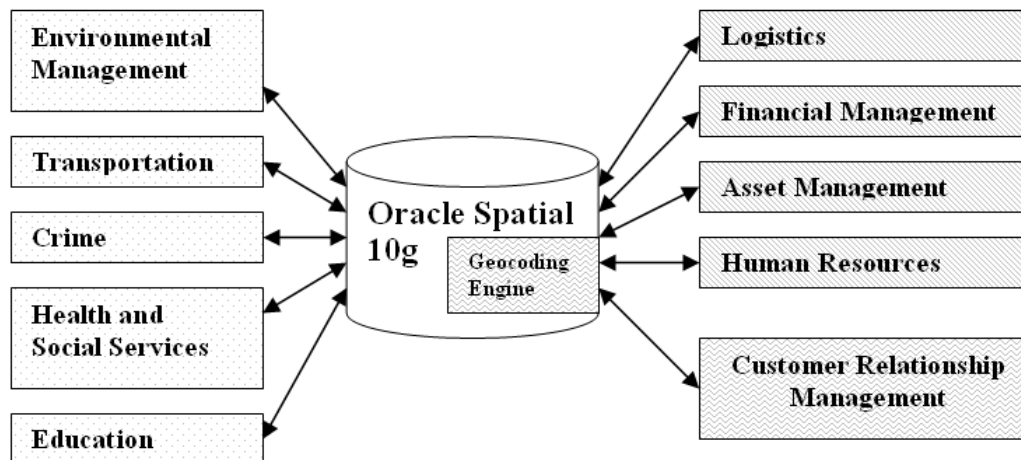 Environmental
Management
Transportation
Crime
Health and
Social Services
Education
Oracle Spatial
10g
Geocoding
Engine
Logistics
Financial Management
Asset Management
Human Resources
Customer Relationship
Management